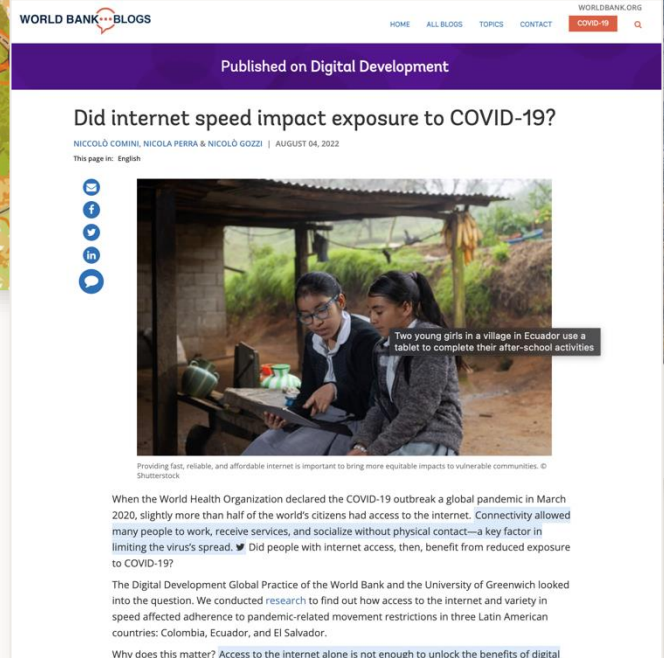 WORLDBANK.ORG
WORLD BANK BLOGS
HOME ALL BLOGS TOPICS CONTACT COVID-19
Published on Digital Development
Did internet speed impact exposure to COVID-19?
NICCOLÒ COMINI, NICOLA PERRA & NICOLÒ GOZZI | AUGUST 04, 2022
This page in: English
Two young girls in a village in Ecuador use a
tablet to complete their after-school activities
Providing fast, reliable, and affordable internet is important to bring more equitable impacts to vulnerable communities. ©
Shutterstock
When the World Health Organization declared the COVID-19 outbreak a global pandemic in March
2020, slightly more than half of the world's citizens had access to the internet. Connectivity allowed
many people to work, receive services, and socialize without physical contact—a key factor in
limiting the virus's spread. Did people with internet access, then, benefit from reduced exposure
to COVID-19?
The Digital Development Global Practice of the World Bank and the University of Greenwich looked
into the question. We conducted research to find out how access to the internet and variety in
speed affected adherence to pandemic-related movement restrictions in three Latin American
countries: Colombia, Ecuador, and El Salvador.
Why does this matter? Access to the internet alone is not enough to unlock the benefits of digital